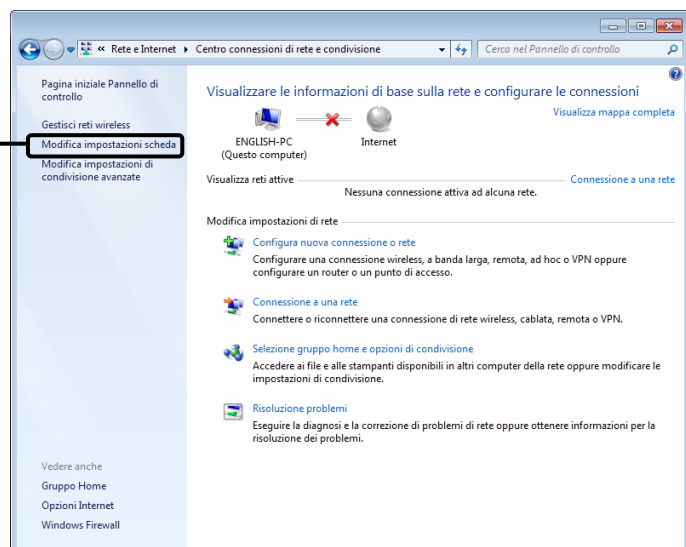 « Rete e Internet ▸ Centro connessioni di rete e condivisione
Cerca nel Pannello di controllo
Pagina iniziale Pannello di
controllo
Gestisci reti wireless
Modifica impostazioni scheda
Modifica impostazioni di
condivisione avanzate
Visualizzare le informazioni di base sulla rete e configurare le connessioni
Visualizza mappa completa
ENGLISH-PC
(Questo computer)
Internet
Visualizza reti attive
Connessione a una rete
Nessuna connessione attiva ad alcuna rete.
Modifica impostazioni di rete
Configura nuova connessione o rete
Configurare una connessione wireless, a banda larga, remota, ad hoc o VPN oppure
configurare un router o un punto di accesso.
Connessione a una rete
Connettere o riconnettere una connessione di rete wireless, cablata, remota o VPN.
Selezione gruppo home e opzioni di condivisione
Accedere ai file e alle stampanti disponibili in altri computer della rete oppure modificare le
impostazioni di condivisione.
Risoluzione problemi
Eseguire la diagnosi e la correzione di problemi di rete oppure ottenere informazioni per la
risoluzione dei problemi.
Vedere anche
Gruppo Home
Opzioni Internet
Windows Firewall